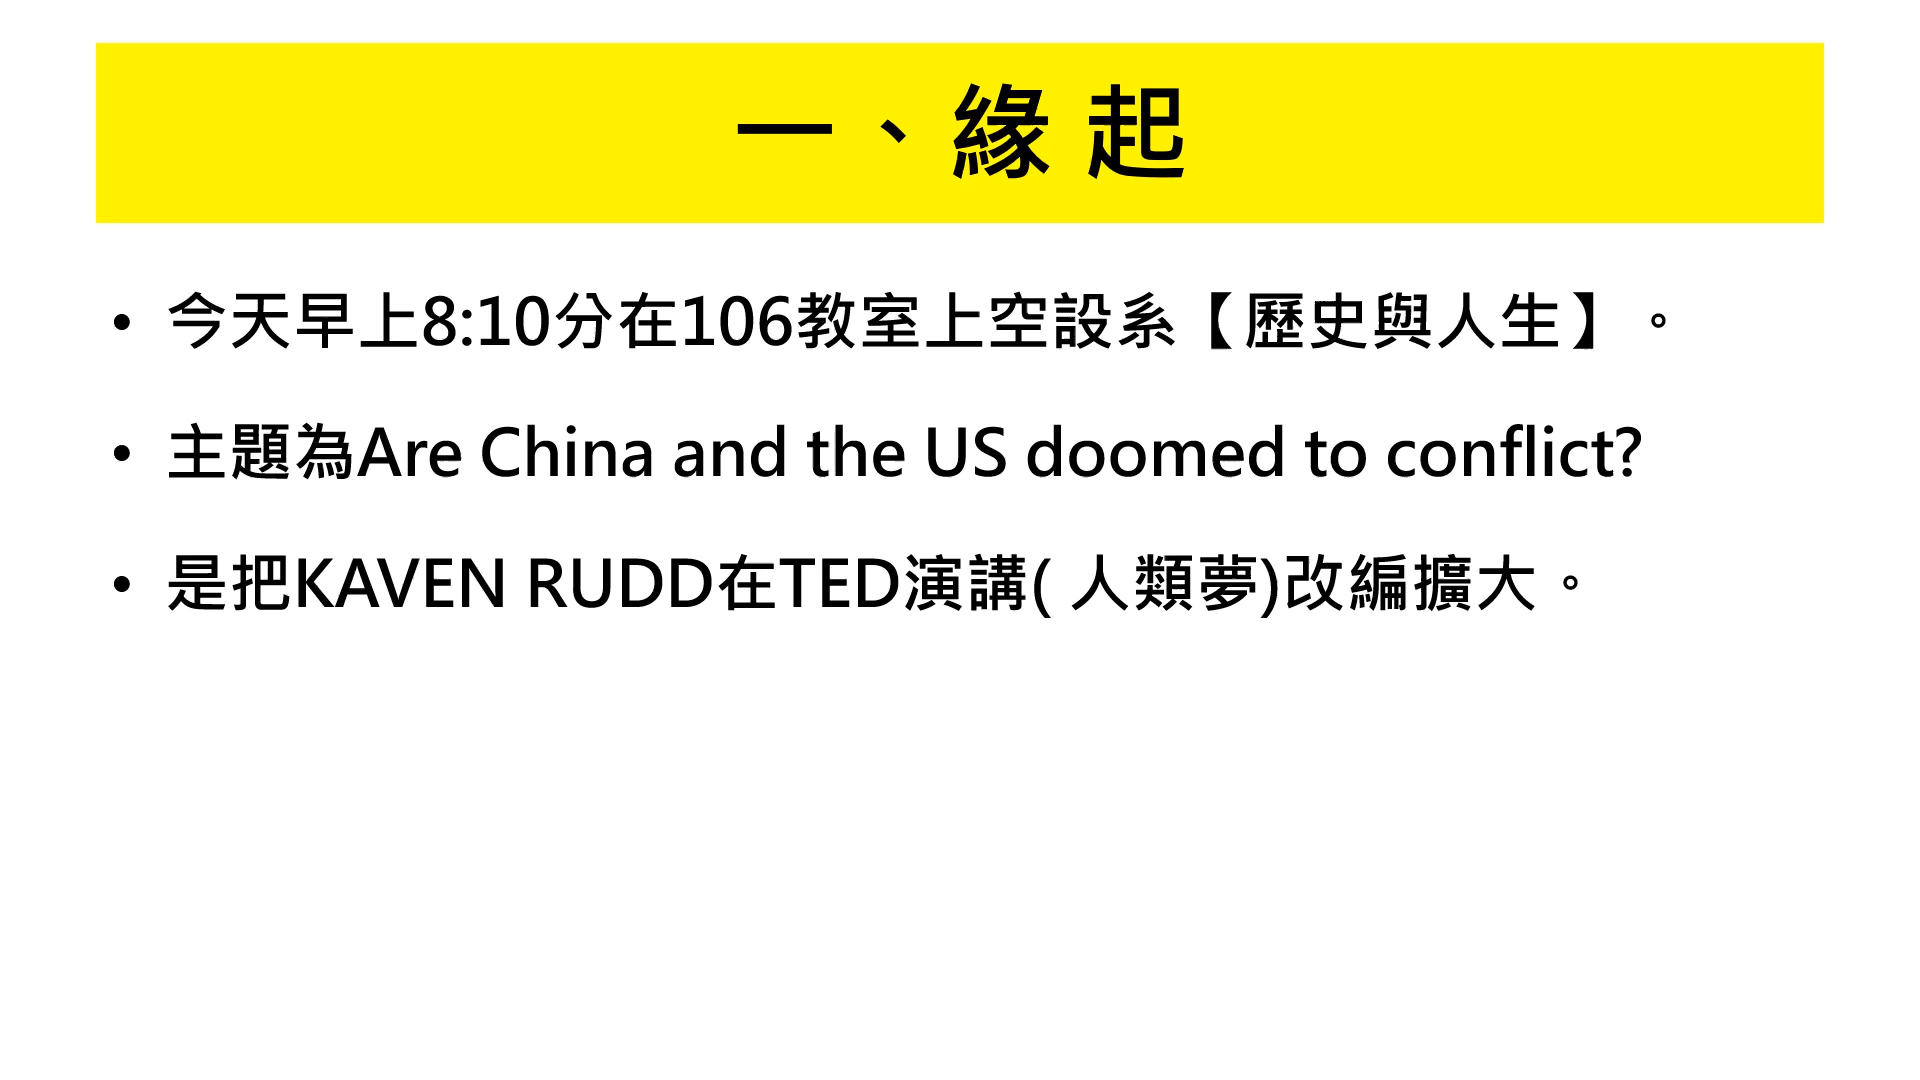 一、緣 起
• 今天早上8:10分在106教室上空設系【歷史與人生】。
• 主題為Are China and the US doomed to conflict?
• 是把KAVEN RUDD在TED演講( 人類夢)改編擴大。